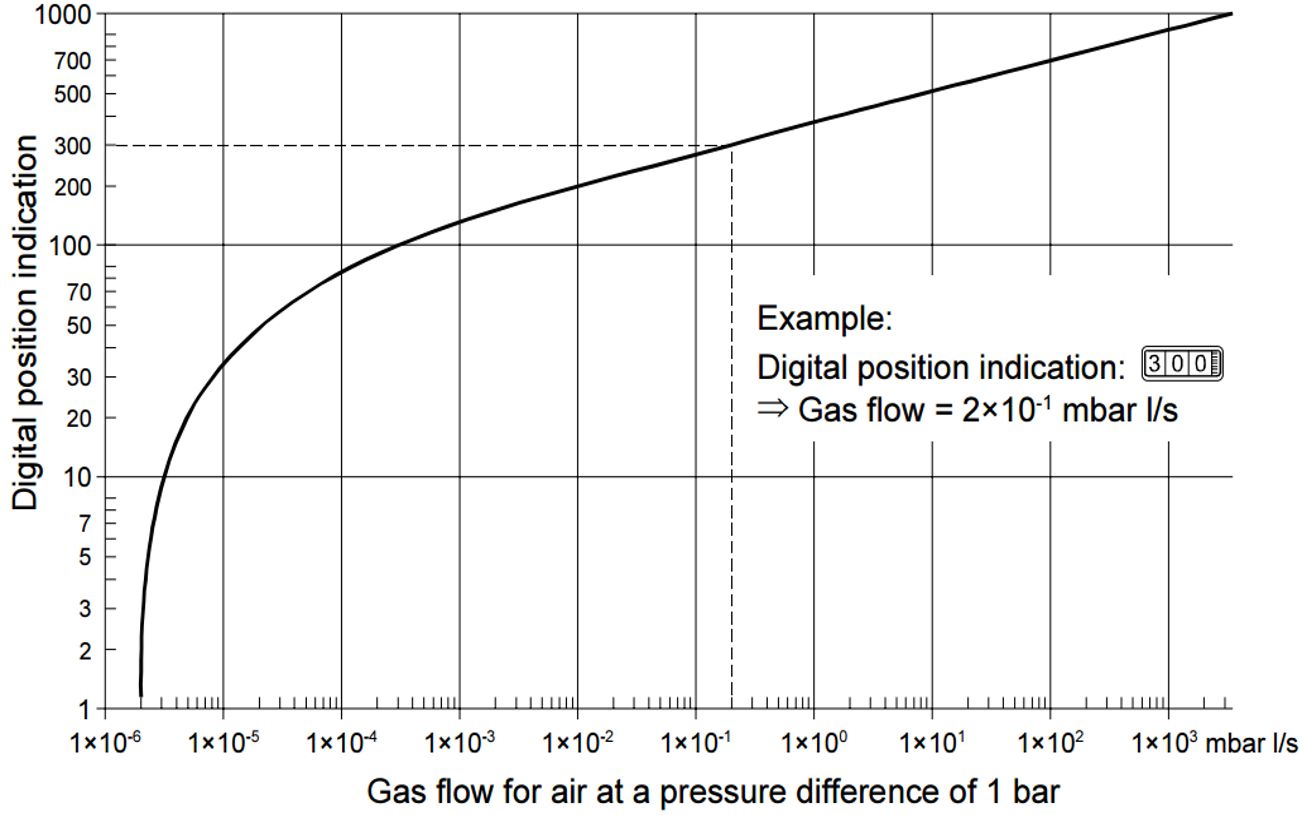 1000
700
500
300
200
100
70
50
30
20
10
7
5
3
2
1
Digital position indication
Example:
Digital position indication: 300
⇒ Gas flow = 2×10⁻¹ mbar l/s
1×10⁻⁶ 1×10⁻⁵ 1×10⁻⁴ 1×10⁻³ 1×10⁻² 1×10⁻¹ 1×10⁰ 1×10¹ 1×10² 1×10³ mbar l/s
Gas flow for air at a pressure difference of 1 bar